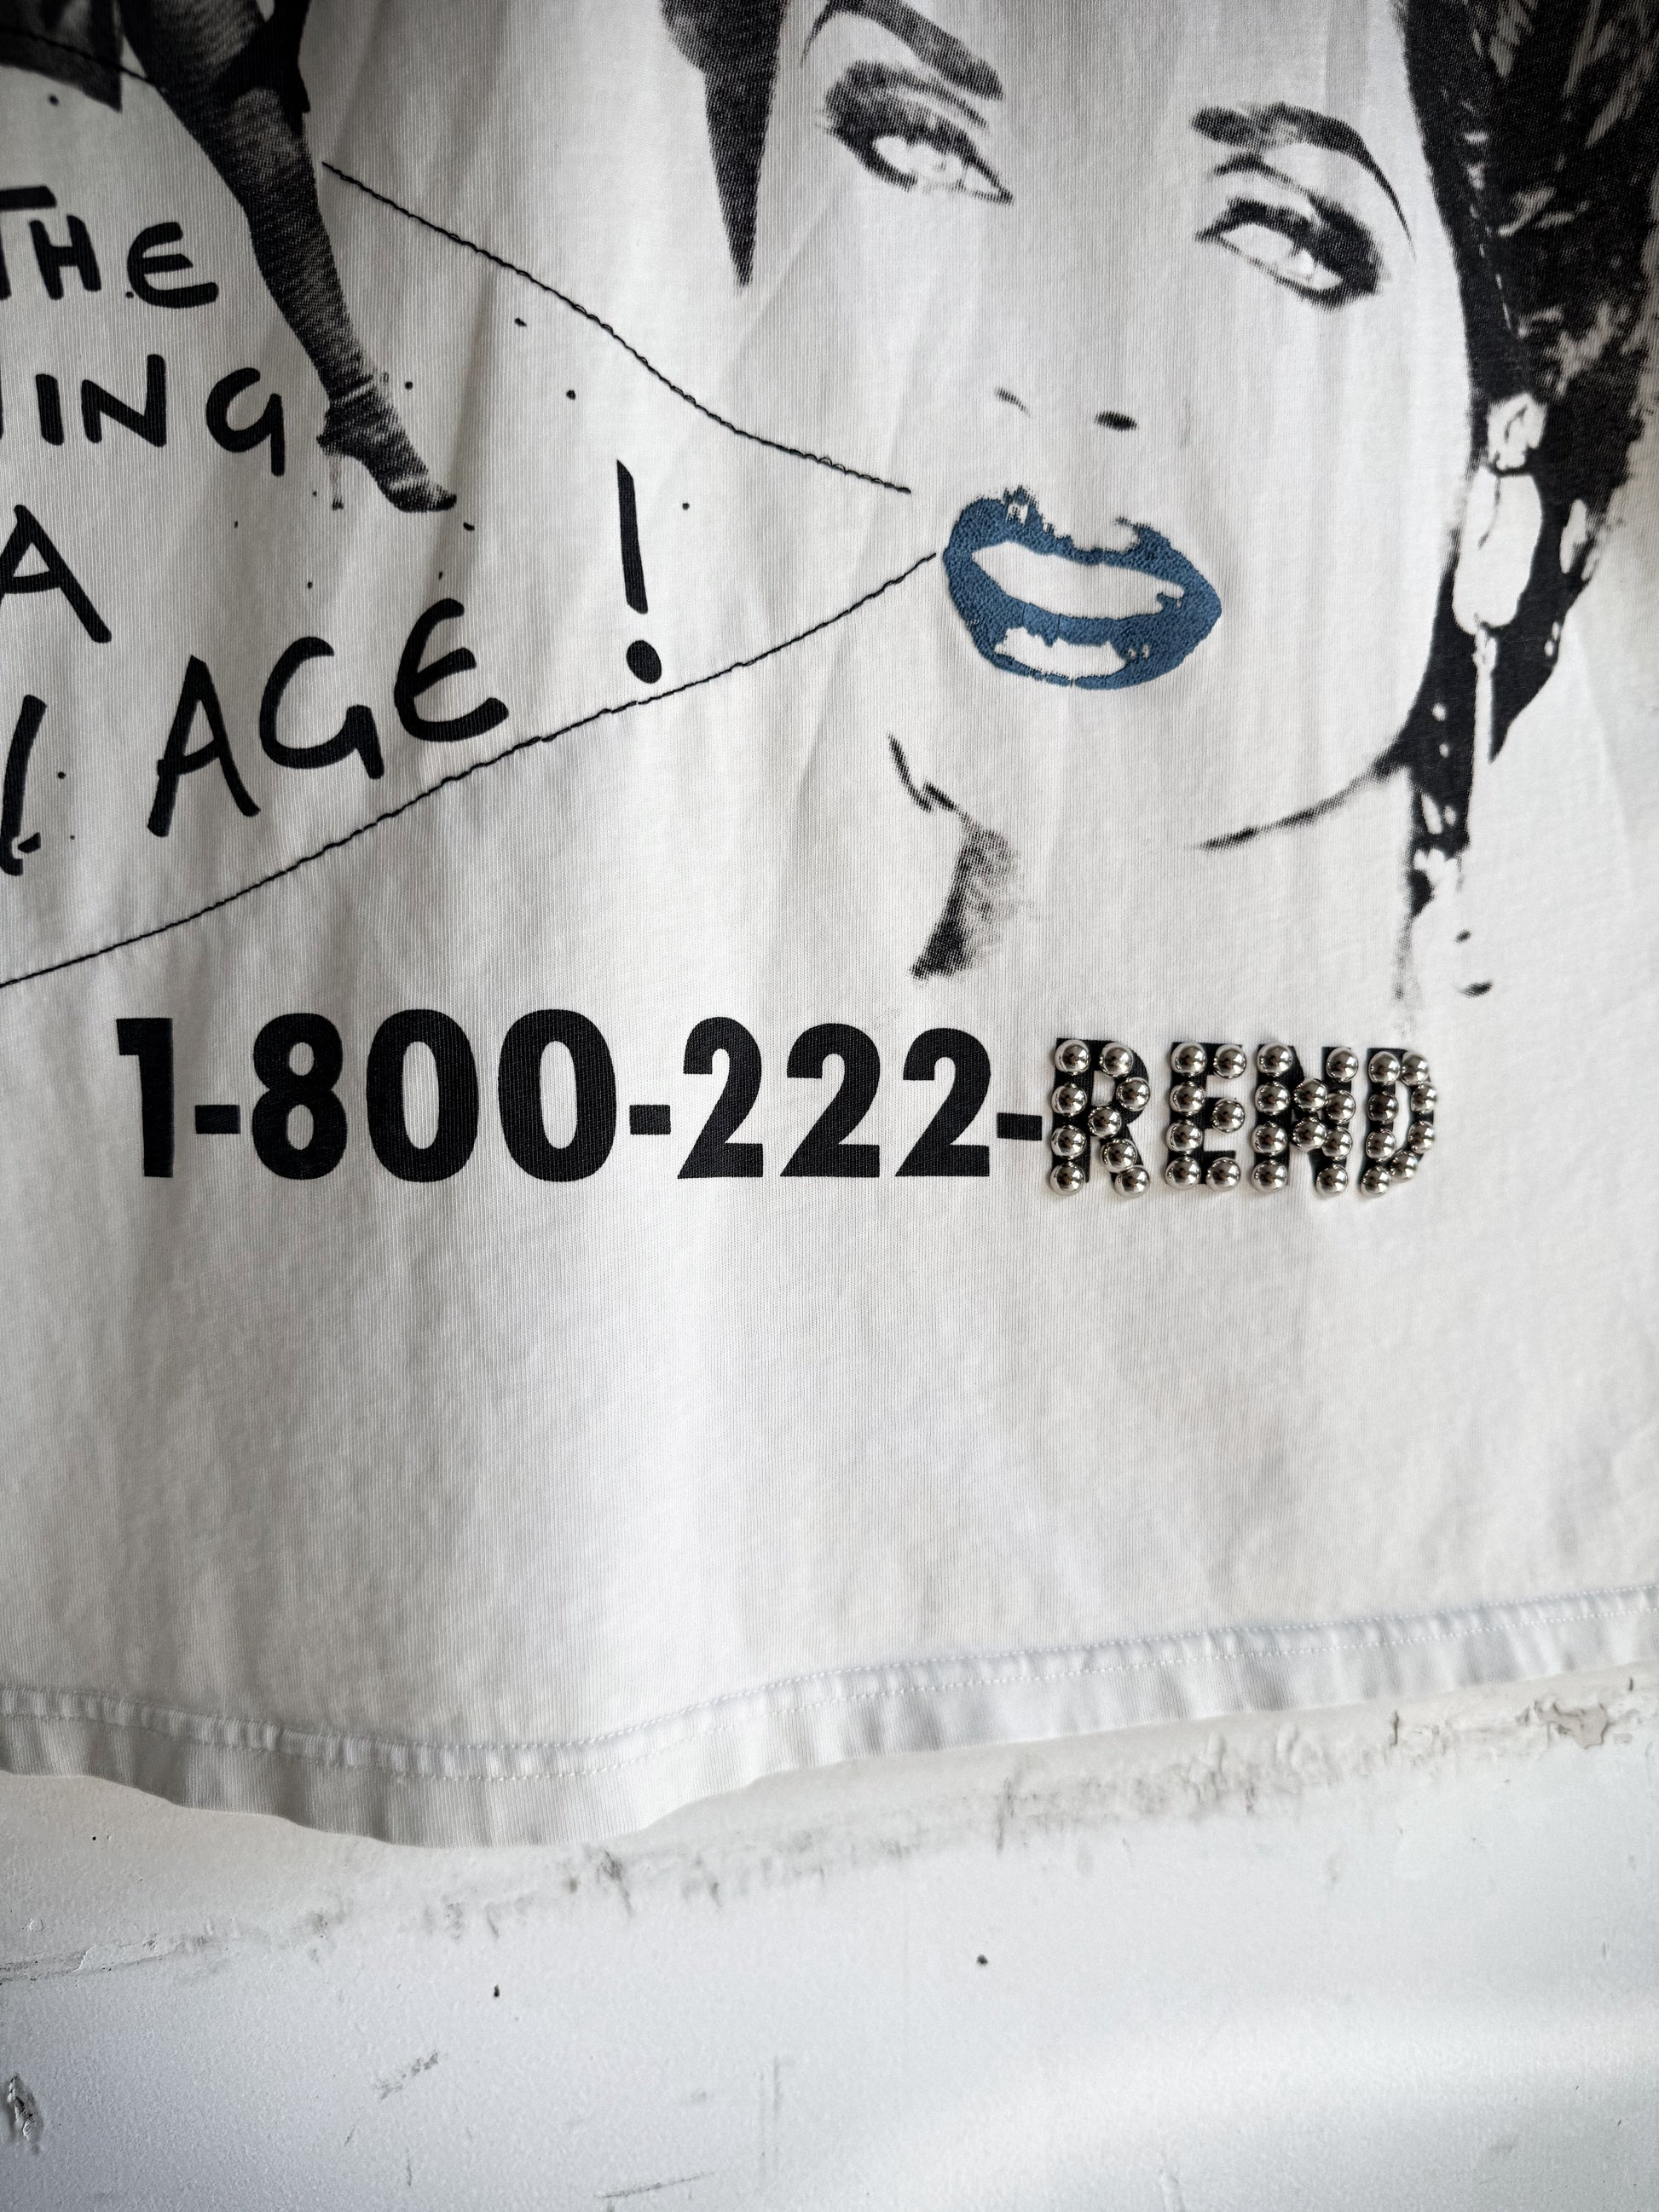 THE
ING
A
AGE!
1-800-222-REND